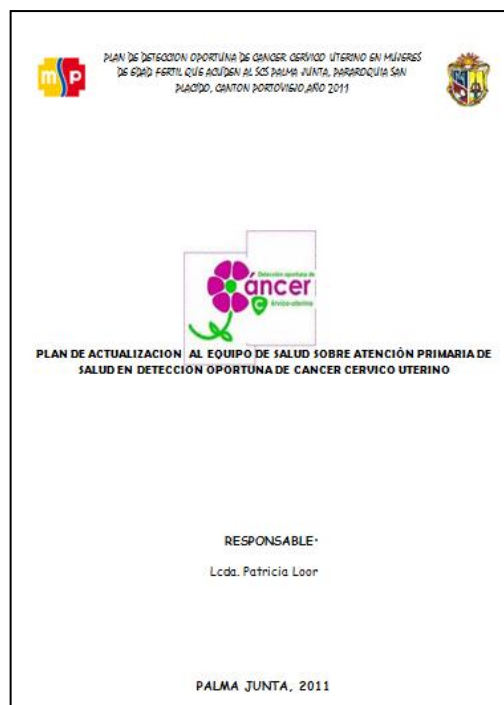 PLAN DE DETECCION OPORTUNA DE CANCER CERVICO UTERINO EN MUJERES
DE EDAD FERTIL QUE ACUDEN AL SCS PALMA JUNTA, PARAROQUIA SAN
PLACIDO, CANTON PORTOVIEJO,AÑO 2011
msp
Detección oportuna de
cáncer
cérvico-uterino
PLAN DE ACTUALIZACION AL EQUIPO DE SALUD SOBRE ATENCIÓN PRIMARIA DE
SALUD EN DETECCION OPORTUNA DE CANCER CERVICO UTERINO
RESPONSABLE:
Lcda. Patricia Loor
PALMA JUNTA, 2011